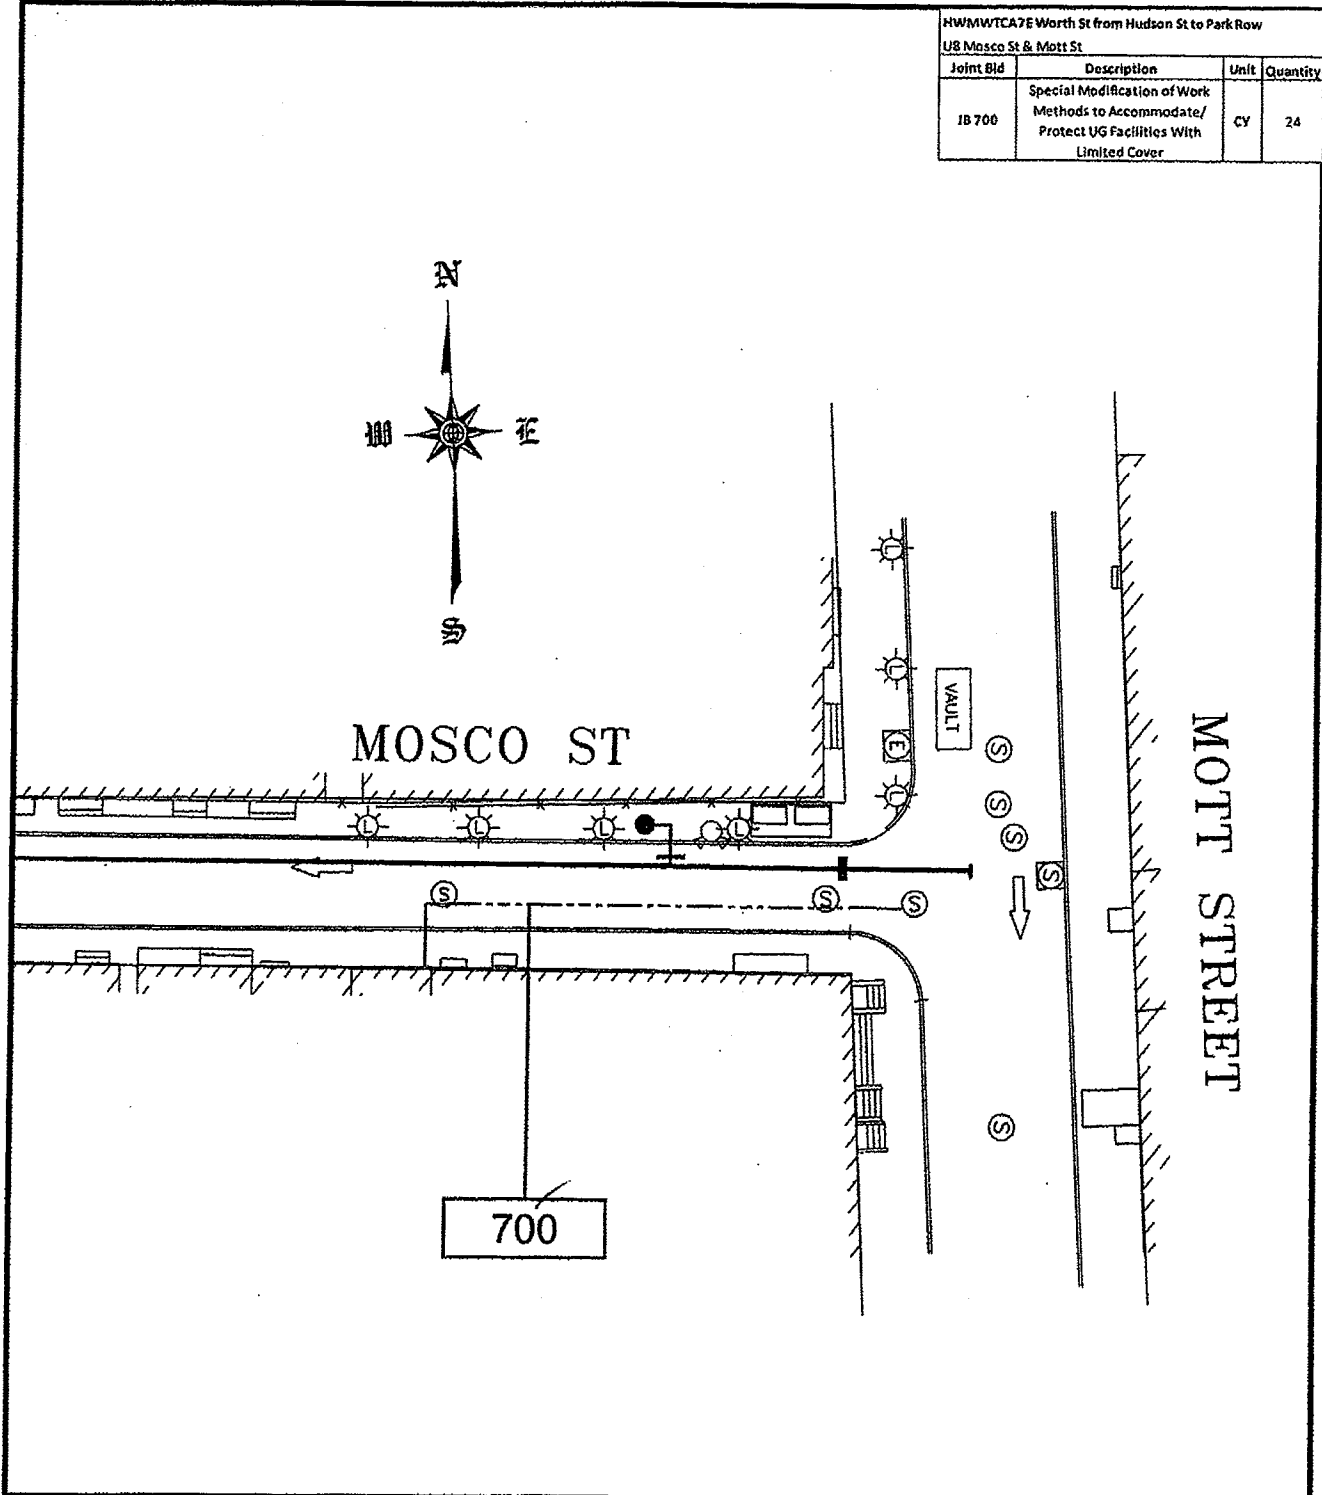 HWMWTCA7E Worth St from Hudson St to Park Row
U8 Mosco St & Mott St
Joint Bid Description Unit Quantity
JB 700 Special Modification of Work Methods to Accommodate/ Protect UG Facilities With Limited Cover CY 24
N
W E
S
L
L
VAULT
MOSCO ST
E
S
MOTT STREET
L
S
L
L
L
L
S
S
S
S
S
S
700